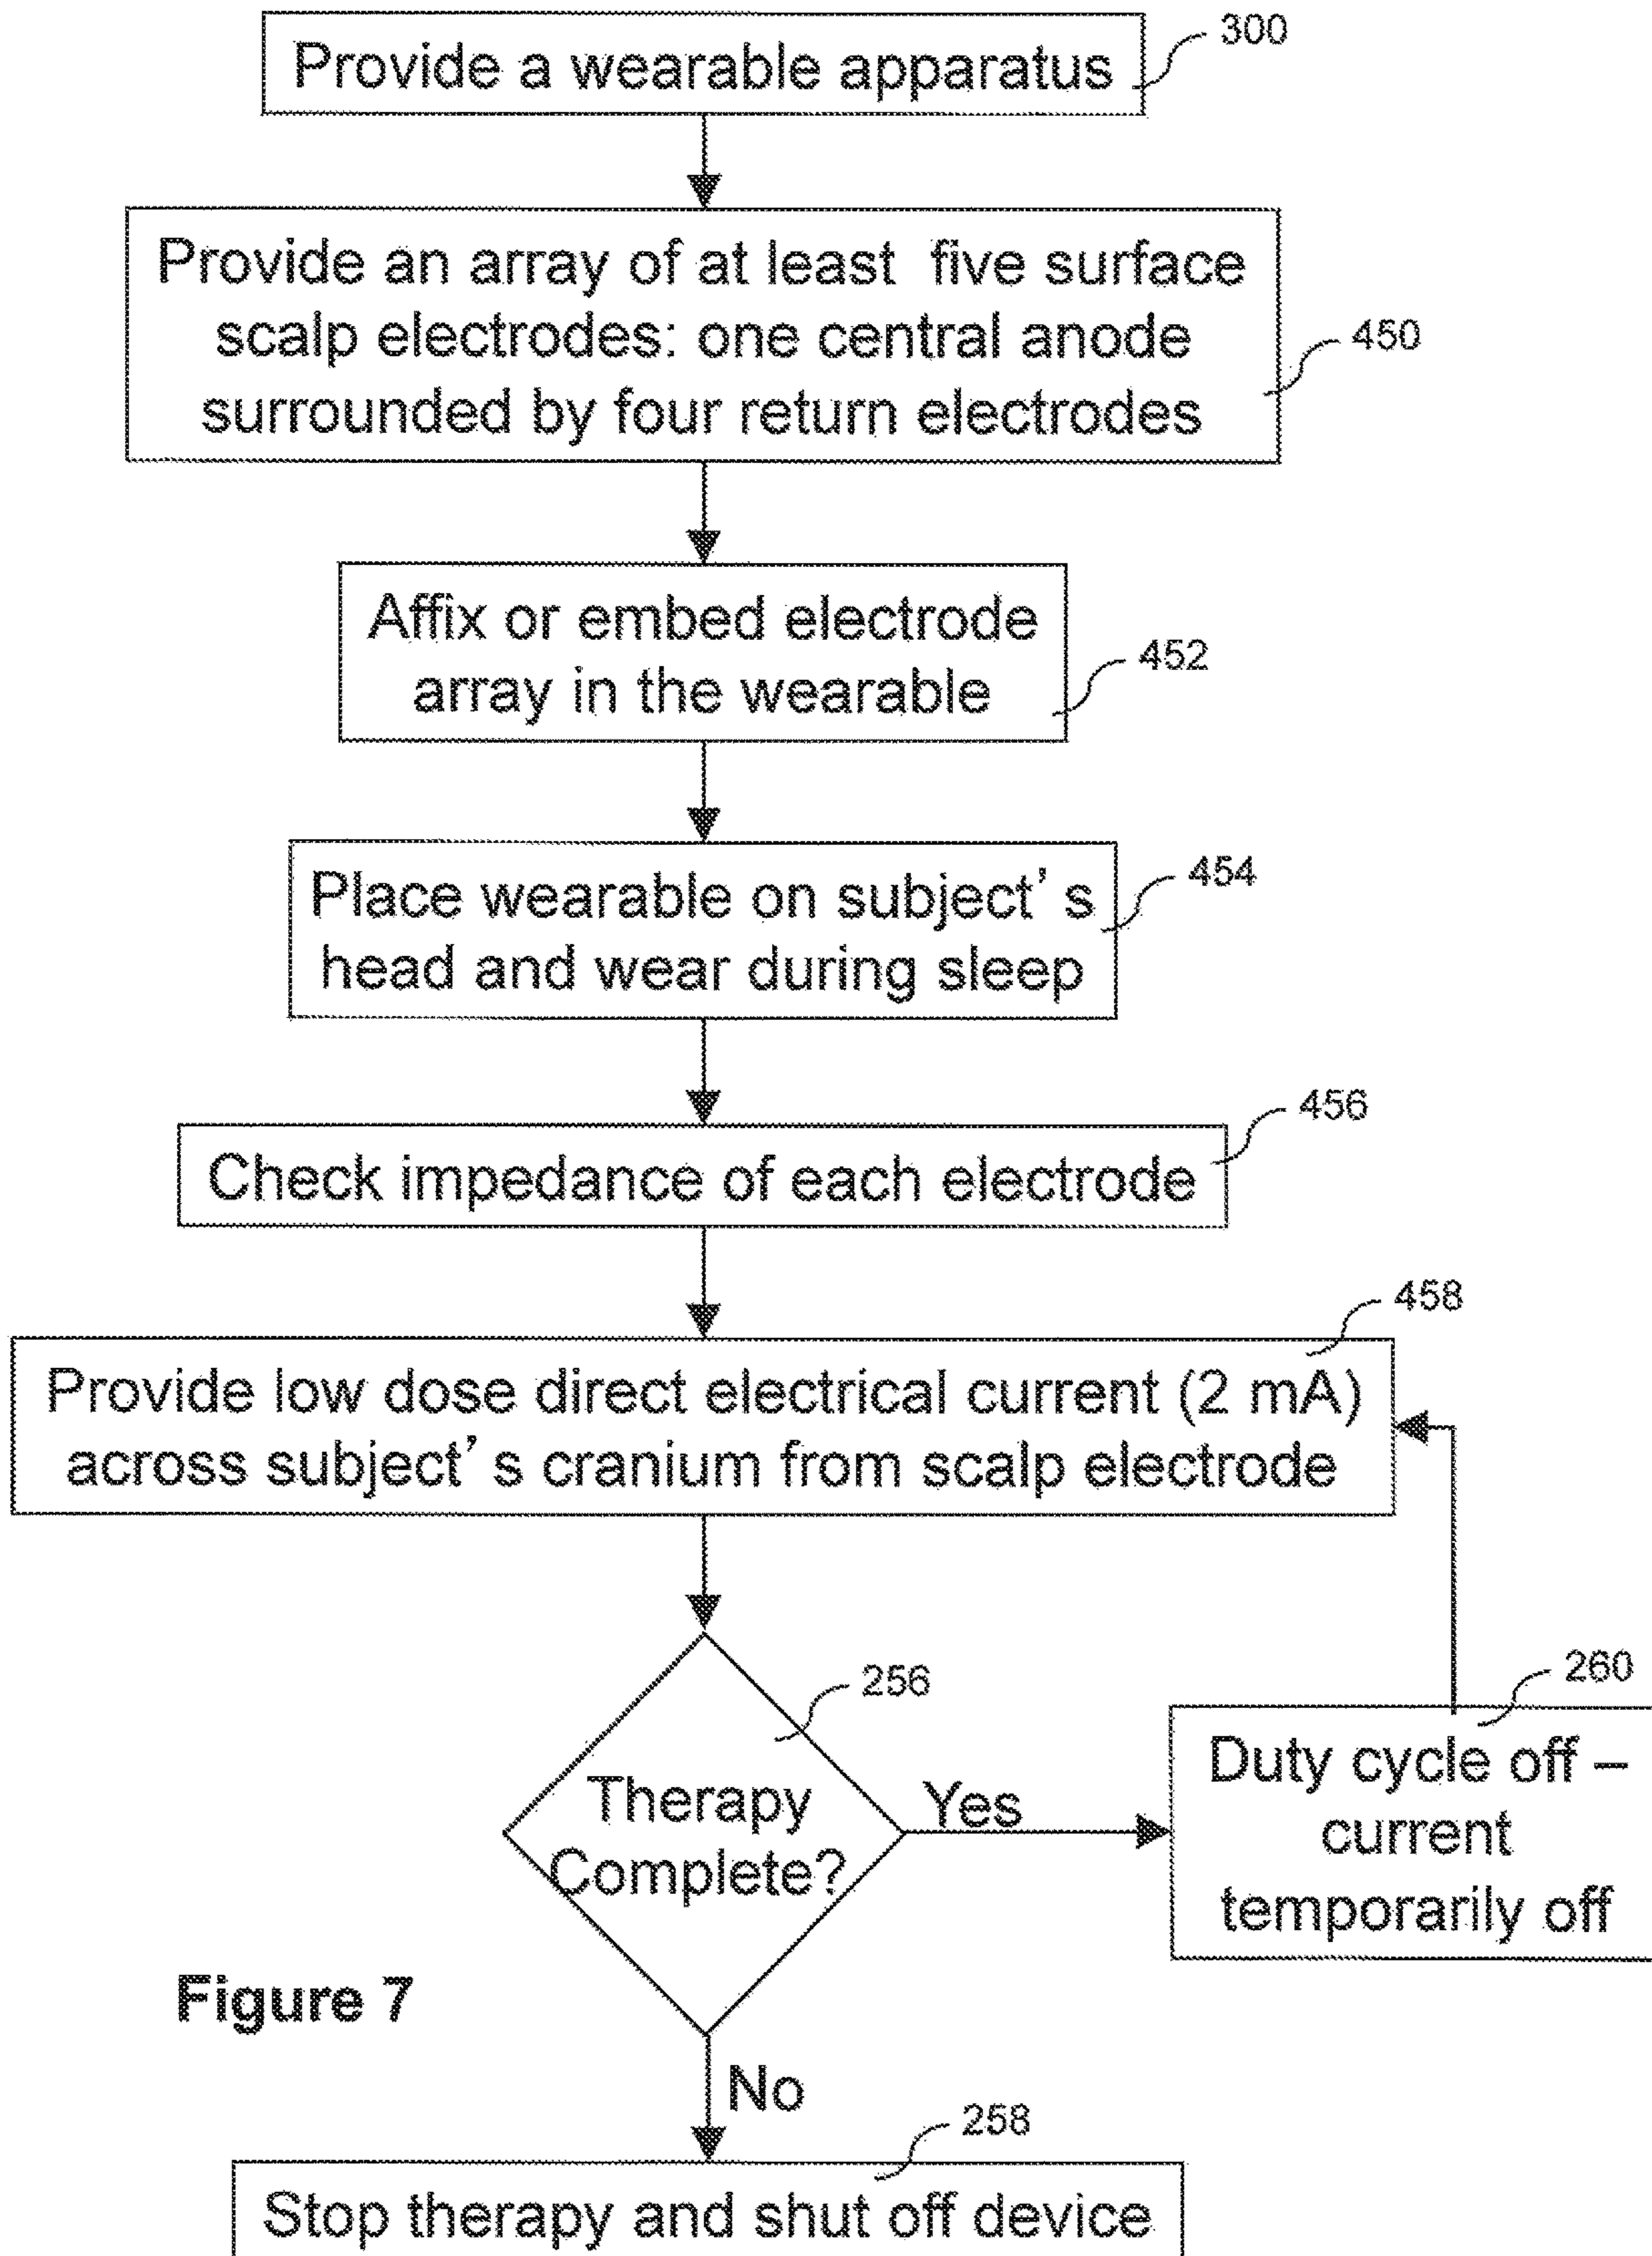 Provide a wearable apparatus
300
Provide an array of at least five surface
scalp electrodes: one central anode
surrounded by four return electrodes
450
Affix or embed electrode
array in the wearable
452
Place wearable on subject's
head and wear during sleep
454
Check impedance of each electrode
456
458
Provide low dose direct electrical current (2 mA)
across subject's cranium from scalp electrode
256
Therapy
Complete?
Yes
260
Duty cycle off –
current
temporarily off
Figure 7
No
258
Stop therapy and shut off device